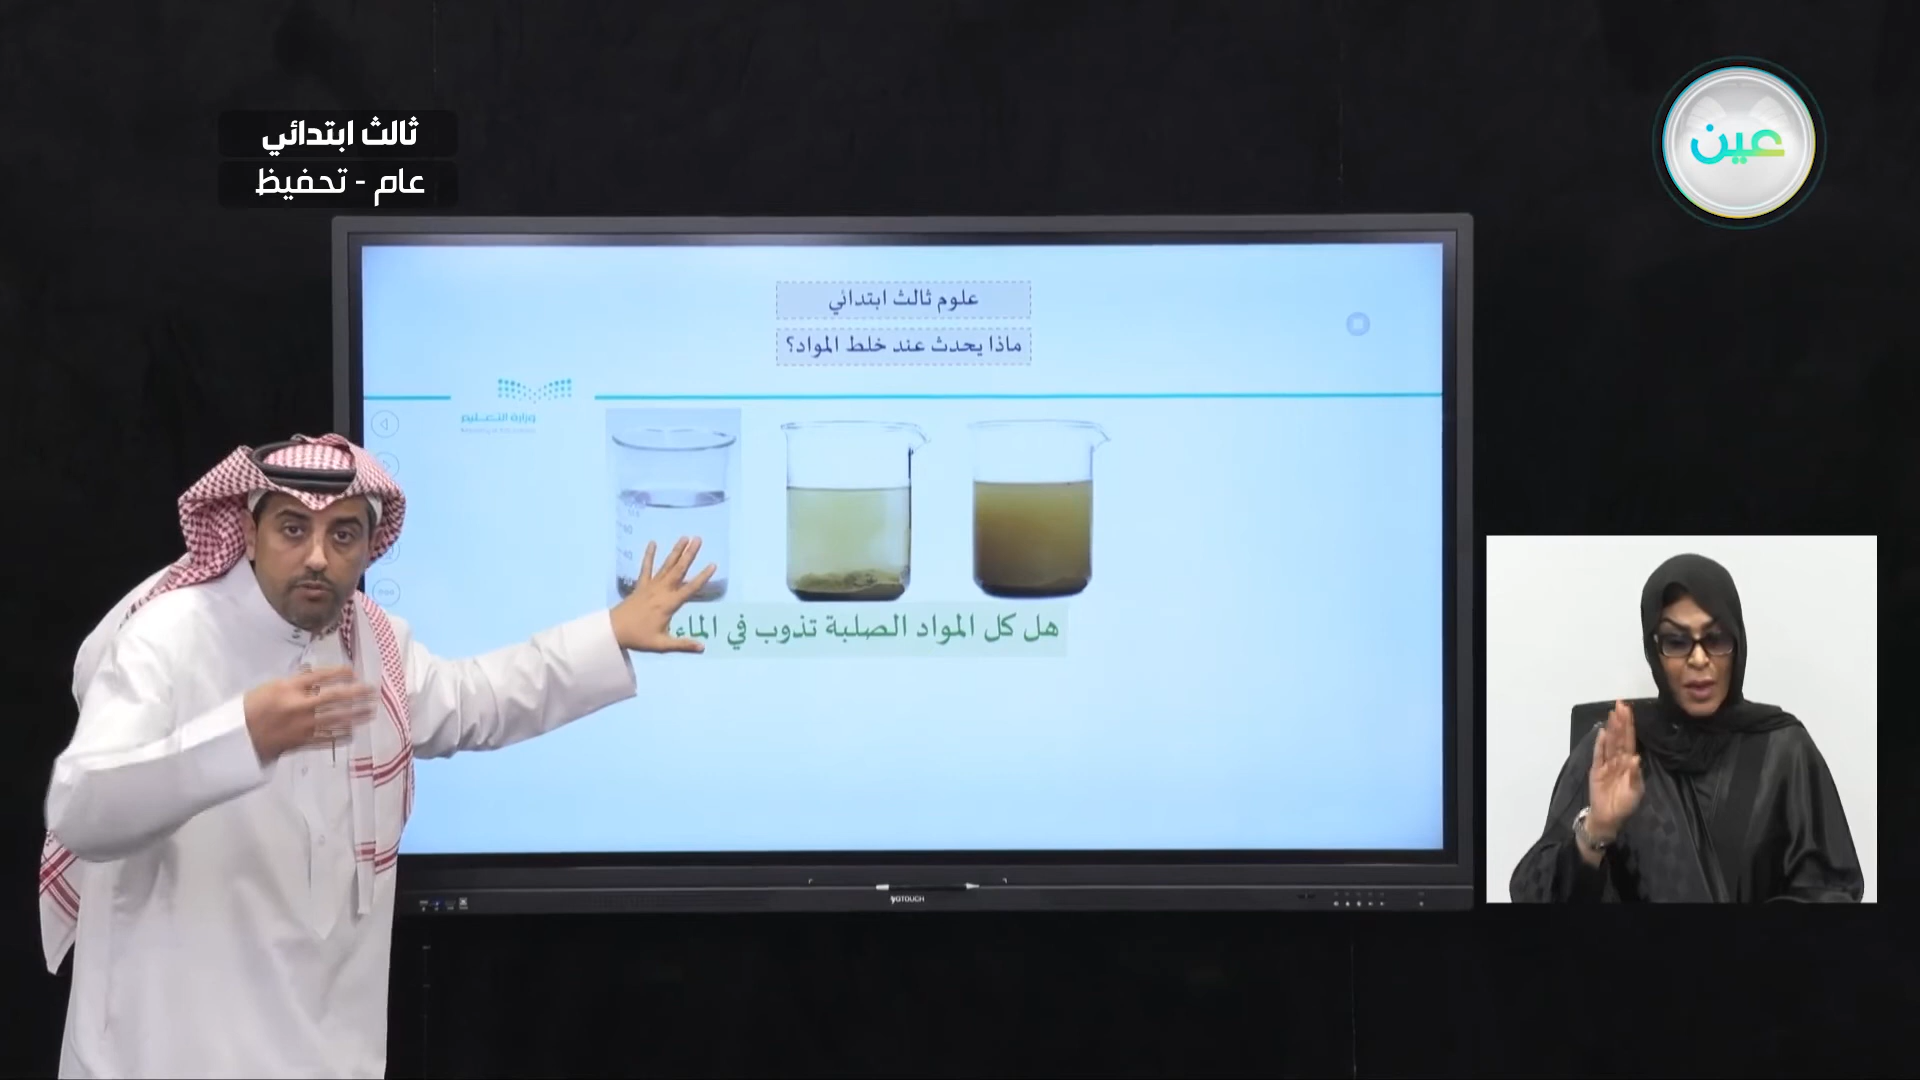 ثالث ابتدائي
عام - تحفيظ
عين
علوم ثالث ابتدائي
ماذا يحدث عند خلط المواد؟
وزارة التعليم
هل كل المواد الصلبة تذوب في الماء